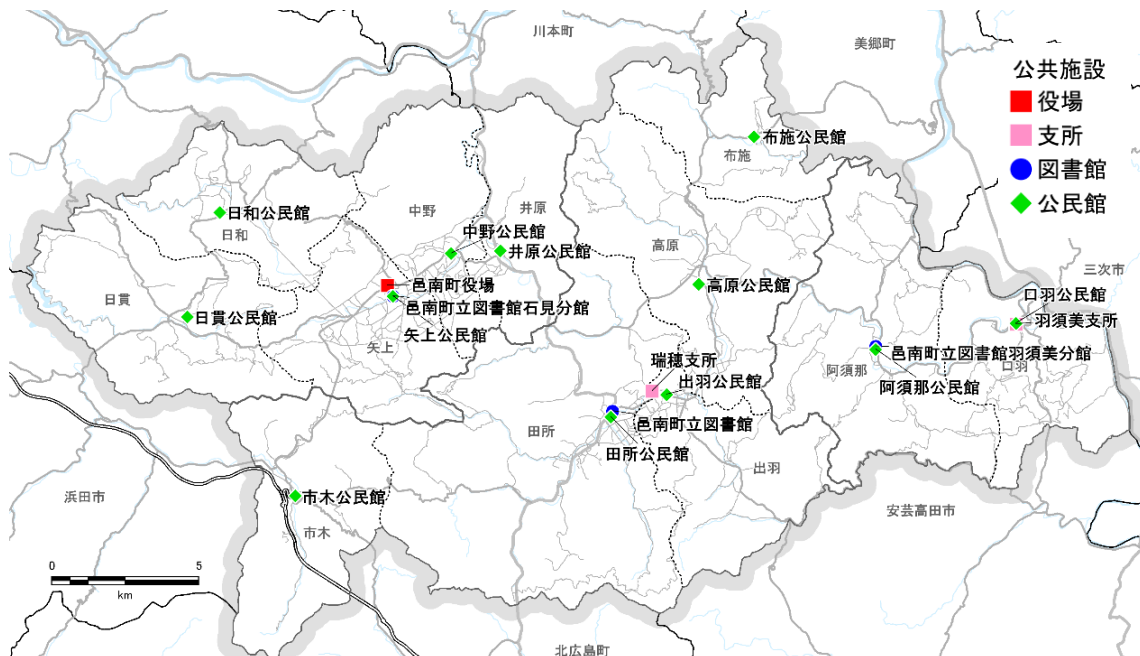 川本町
美郷町
公共施設
役場
支所
図書館
公民館
布施公民館
布施
日和公民館
日和
中野
井原
中野公民館
井原公民館
高原
三次市
邑南町役場
高原公民館
邑南町立図書館石見分館
口羽公民館
日貫
日貫公民館
矢上公民館
羽須美支所
矢上
邑南町立図書館羽須美分館
瑞穂支所
阿須那
口羽
出羽公民館
阿須那公民館
邑南町立図書館
田所
田所公民館
出羽
浜田市
市木公民館
安芸高田市
市木
0 5
km
北広島町